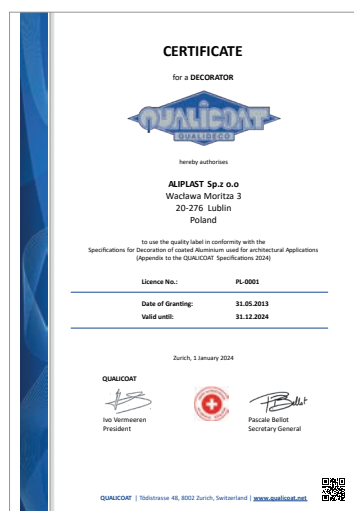 CERTIFICATE
for a DECORATOR
QUALICOAT
QUALIDECO
hereby authorises
ALIPLAST Sp.z o.o
Wacława Moritza 3
20-276 Lublin
Poland
to use the quality label in conformity with the
Specifications for Decoration of coated Aluminium used for architectural Applications
(Appendix to the QUALICOAT Specifications 2024)
Licence No.: PL-0001
Date of Granting: 31.05.2013
Valid until: 31.12.2024
Zurich, 1 January 2024
QUALICOAT
Ivo Vermeeren
President
Pascale Bellot
Secretary General
QUALICOAT | Tödistrasse 48, 8002 Zurich, Switzerland | www.qualicoat.net